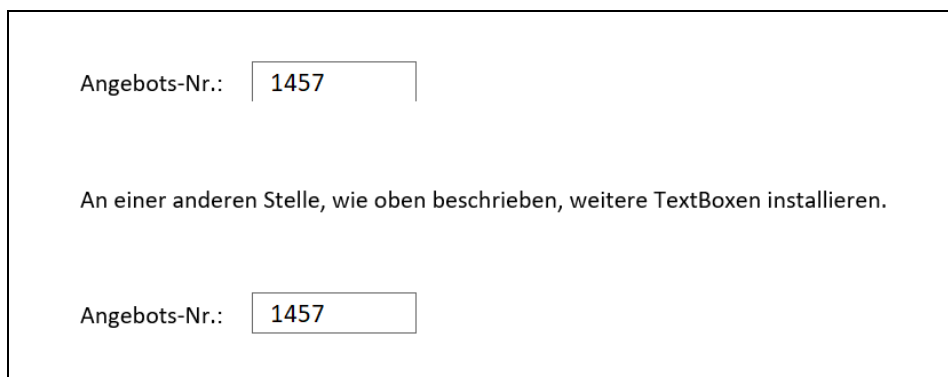 Angebots-Nr.: 1457
An einer anderen Stelle, wie oben beschrieben, weitere TextBoxen installieren.
Angebots-Nr.: 1457